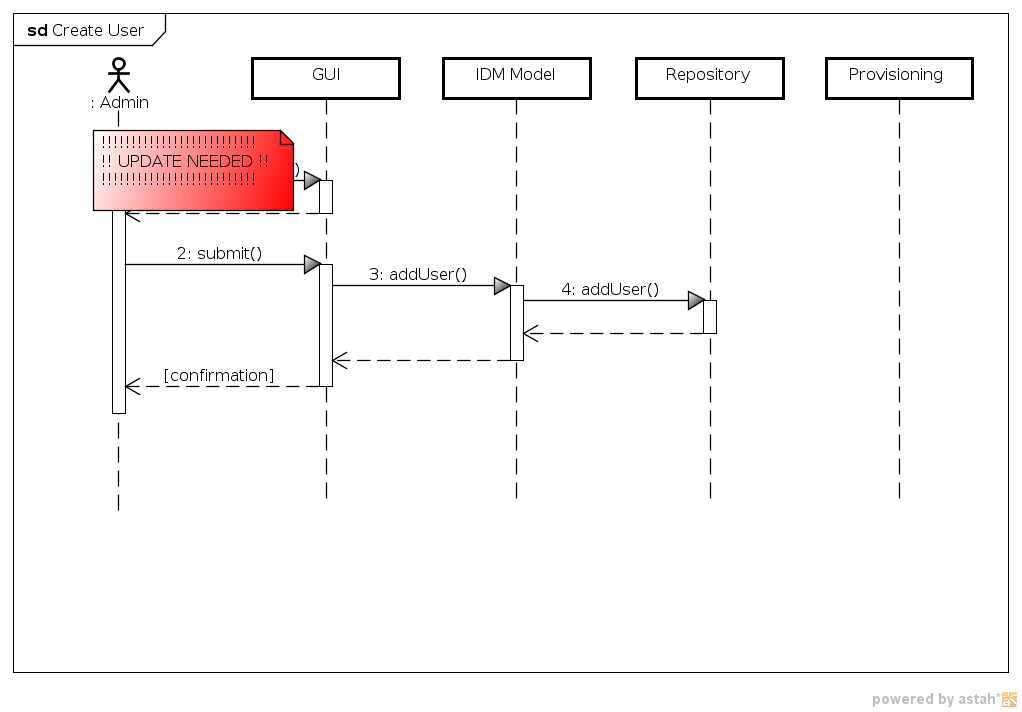 sd Create User
: Admin
GUI
IDM Model
Repository
Provisioning
!!!!!!!!!!!!!!!!!!!!!!!!
!! UPDATE NEEDED !!
!!!!!!!!!!!!!!!!!!!!!!!!
)
2: submit()
3: addUser()
4: addUser()
[confirmation]
powered by astah*